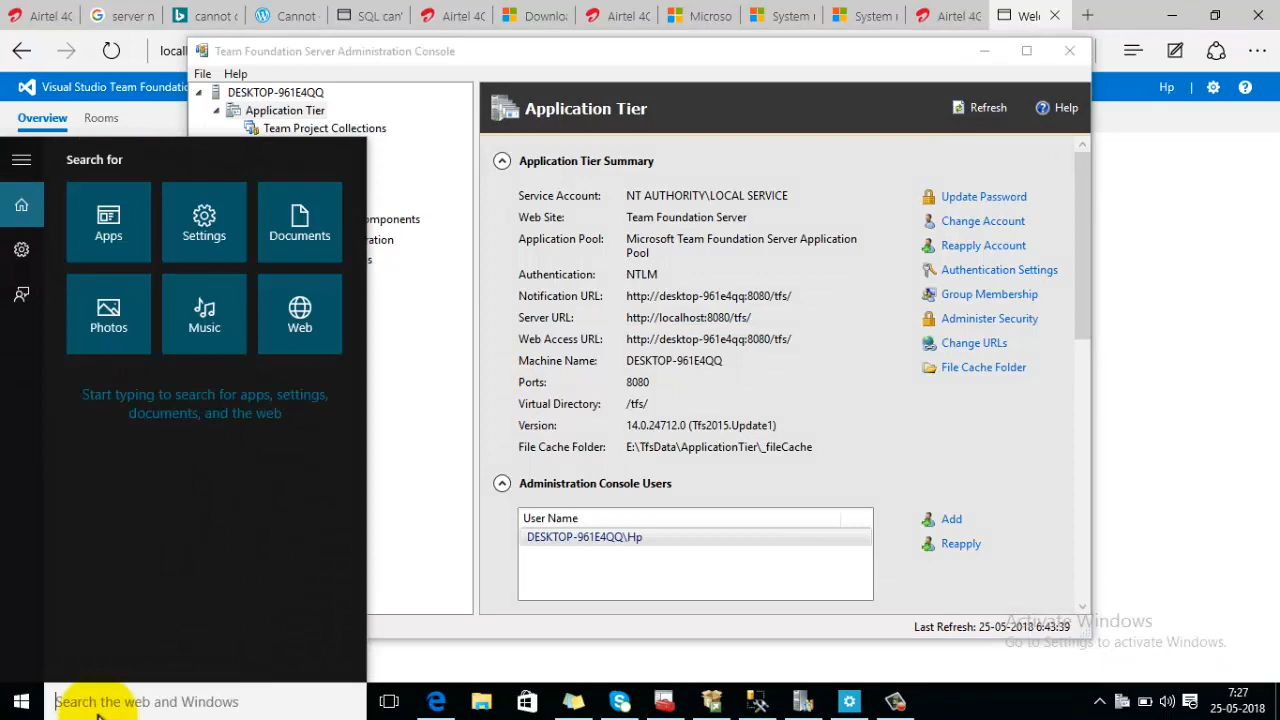 Airtel 4G
server n
cannot c
Cannot
SQL can'
Airtel 4G
Downlo
Airtel 4G
Microso
System r
System r
Airtel 4G
Welc
locall
Team Foundation Server Administration Console
File Help
Visual Studio Team Foundatio
Hp
Overview Rooms
DESKTOP-961E4QQ
Application Tier
Team Project Collections
omponents
ration
s
Application Tier
Refresh
Help
Application Tier Summary
Service Account: NT AUTHORITY\LOCAL SERVICE
Web Site: Team Foundation Server
Application Pool: Microsoft Team Foundation Server Application
Pool
Authentication: NTLM
Notification URL: http://desktop-961e4qq:8080/tfs/
Server URL: http://localhost:8080/tfs/
Web Access URL: http://desktop-961e4qq:8080/tfs/
Machine Name: DESKTOP-961E4QQ
Ports: 8080
Virtual Directory: /tfs/
Version: 14.0.24712.0 (Tfs2015.Update1)
File Cache Folder: E:\TfsData\ApplicationTier\_fileCache
Update Password
Change Account
Reapply Account
Authentication Settings
Group Membership
Administer Security
Change URLs
File Cache Folder
Administration Console Users
User Name
DESKTOP-961E4QQ\Hp
Add
Reapply
Last Refresh: 25-05-2018 6:43:39
Activate Windows
Go to Settings to activate Windows.
Search for
Apps
Settings
Documents
Photos
Music
Web
Start typing to search for apps, settings,
documents, and the web
Search the web and Windows
7:27
25-05-2018